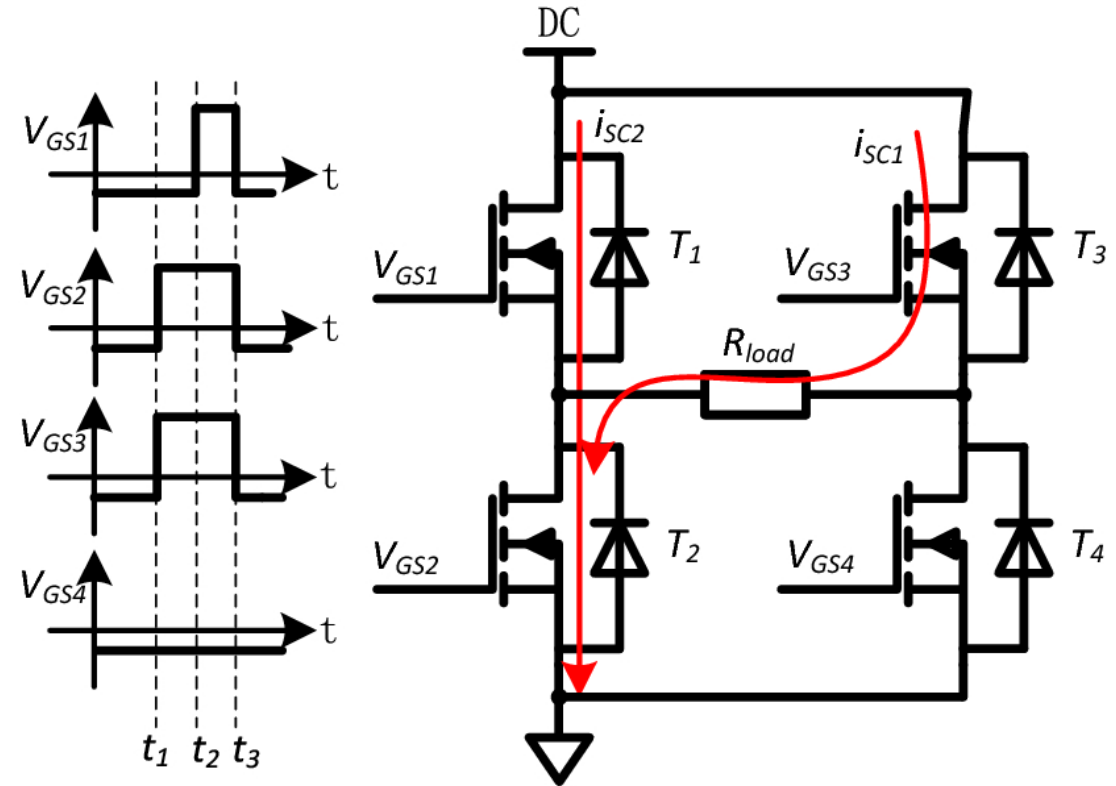 DC
V_GS1
t
V_GS2
t
V_GS3
t
V_GS4
t
t_1 t_2 t_3
i_SC2
i_SC1
V_GS1
T_1
V_GS3
T_3
R_load
V_GS2
T_2
V_GS4
T_4